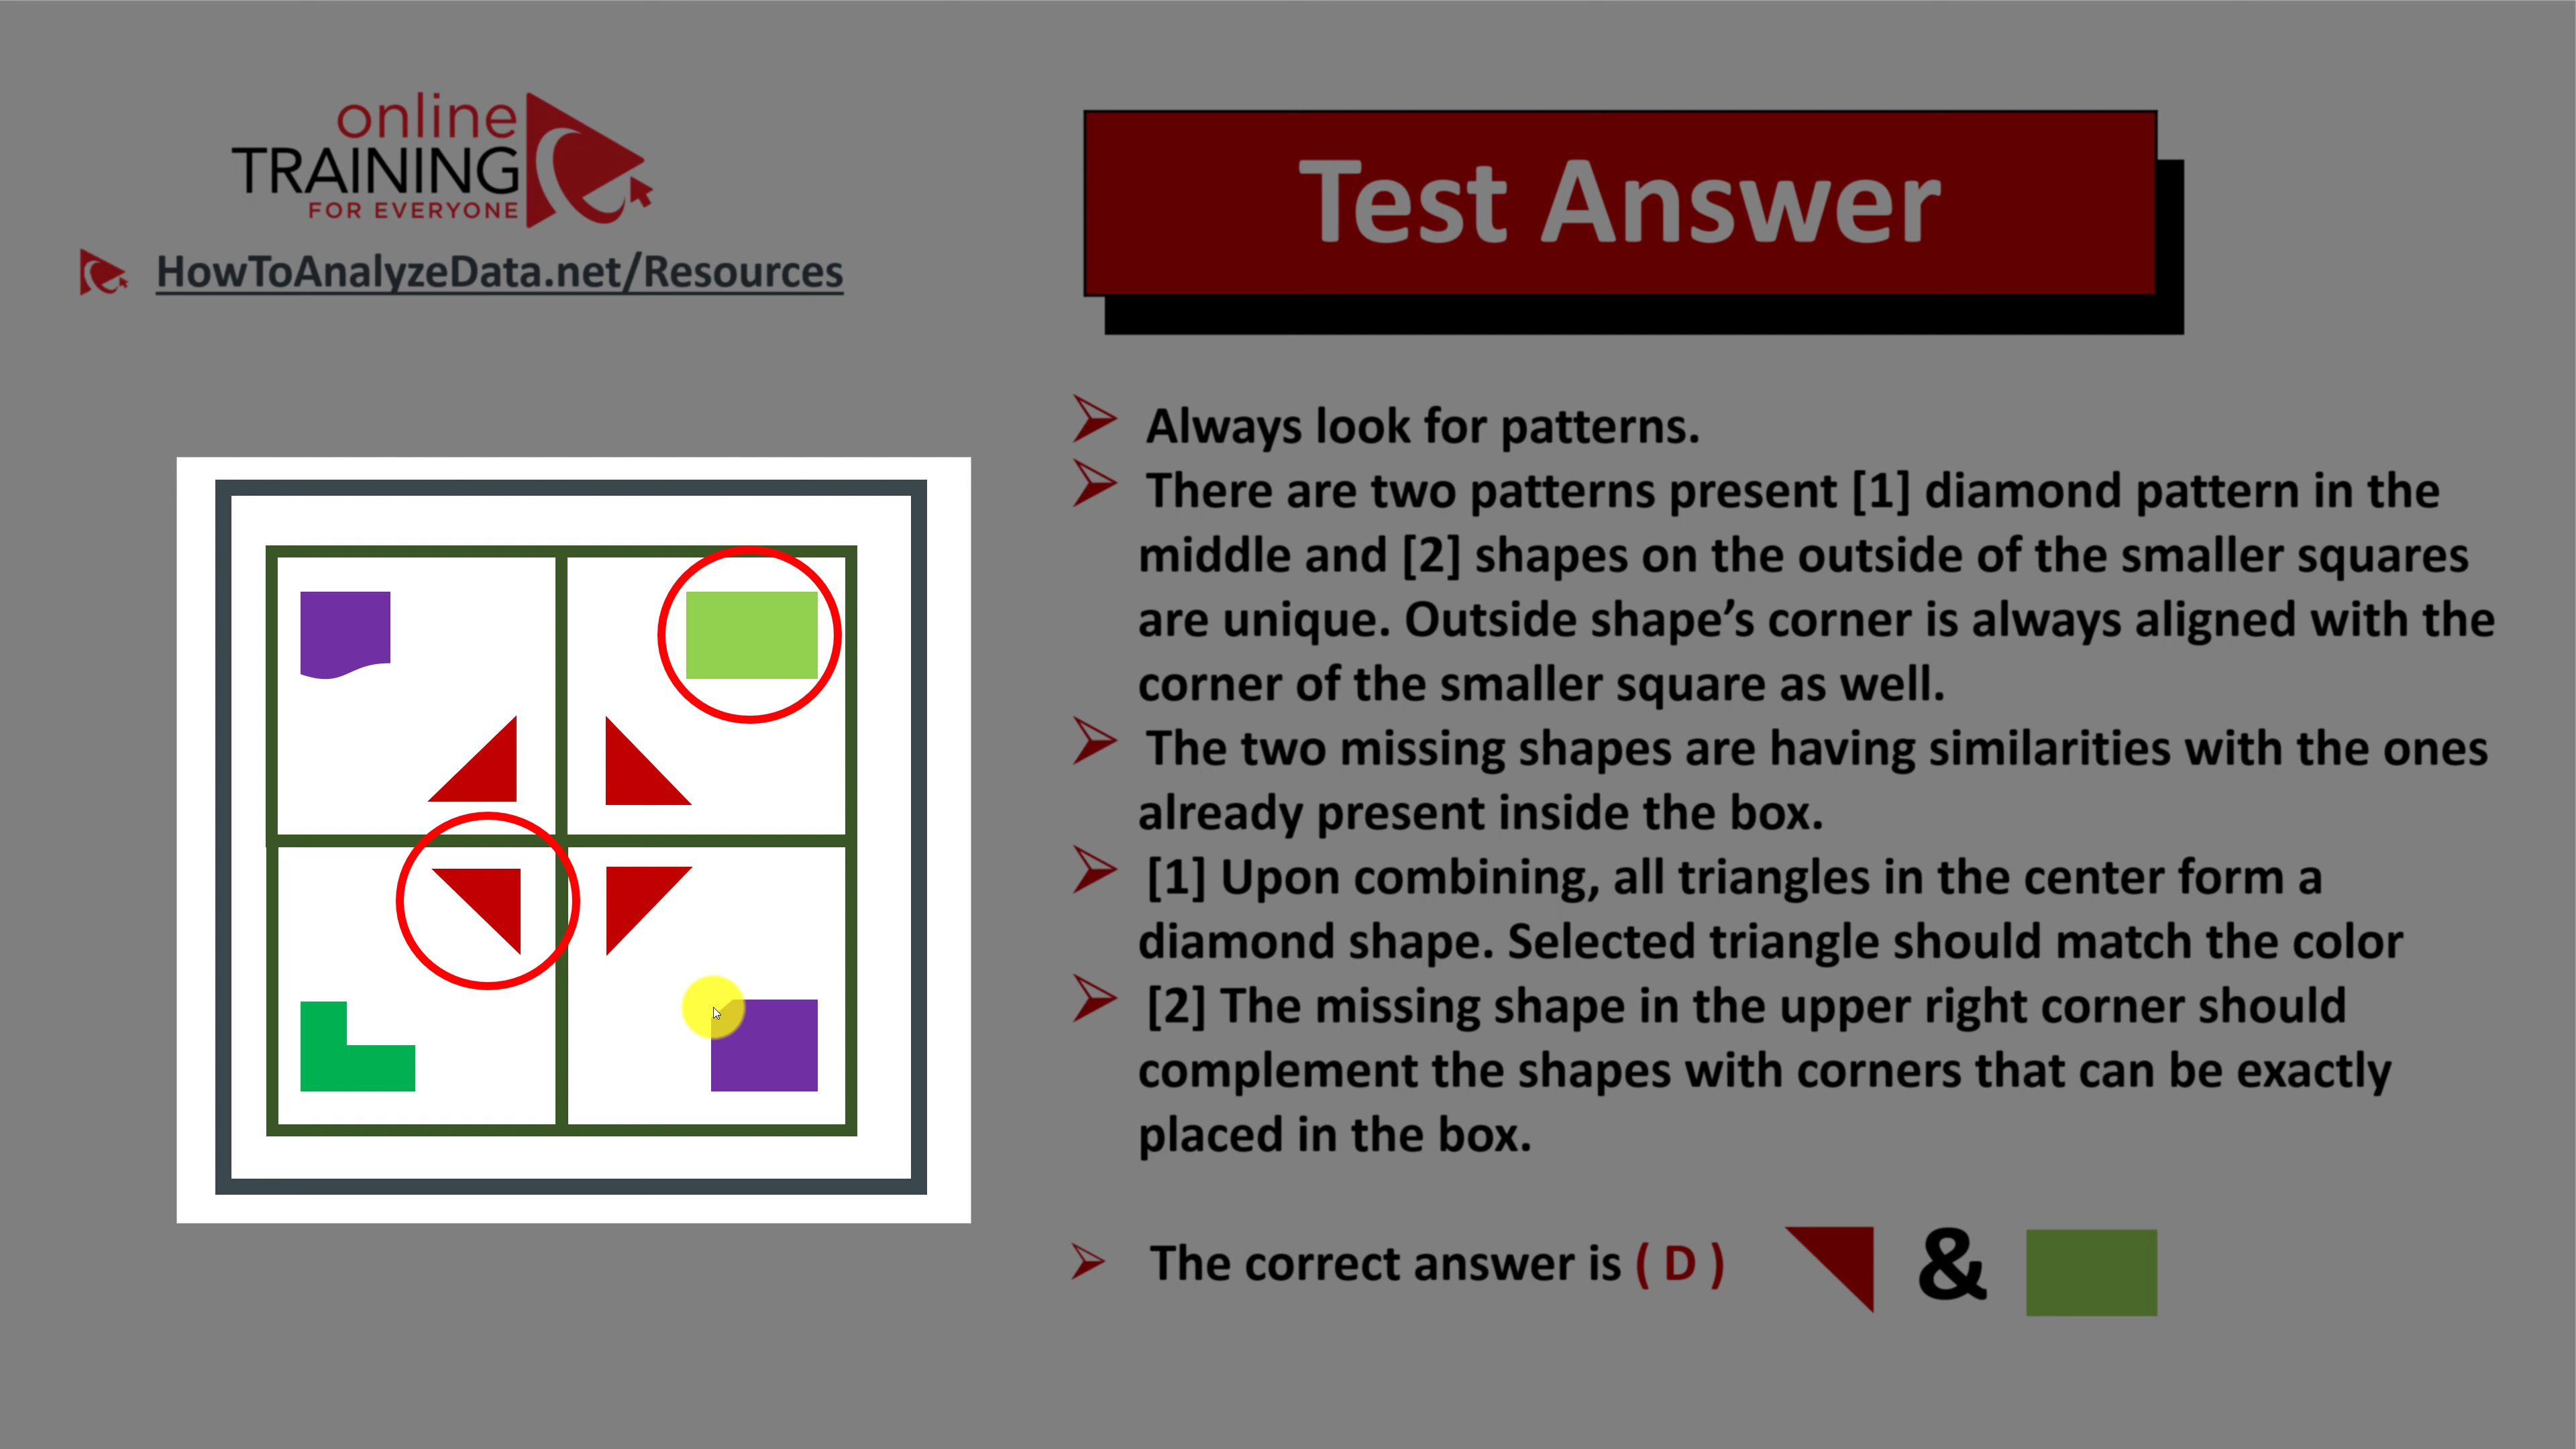 online
TRAINING
FOR EVERYONE
HowToAnalyzeData.net/Resources
Test Answer
Always look for patterns.
There are two patterns present [1] diamond pattern in the
middle and [2] shapes on the outside of the smaller squares
are unique. Outside shape’s corner is always aligned with the
corner of the smaller square as well.
The two missing shapes are having similarities with the ones
already present inside the box.
[1] Upon combining, all triangles in the center form a
diamond shape. Selected triangle should match the color
[2] The missing shape in the upper right corner should
complement the shapes with corners that can be exactly
placed in the box.
The correct answer is ( D ) &